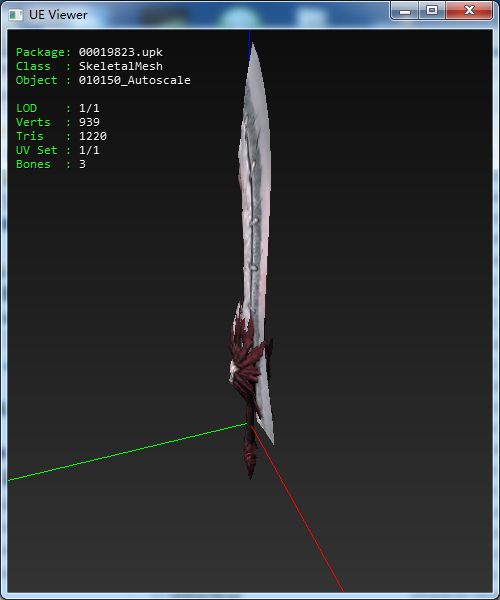 UE Viewer
Package: 00019823.upk
Class : SkeletalMesh
Object : 010150_Autoscale
LOD : 1/1
Verts : 939
Tris : 1220
UV Set : 1/1
Bones : 3